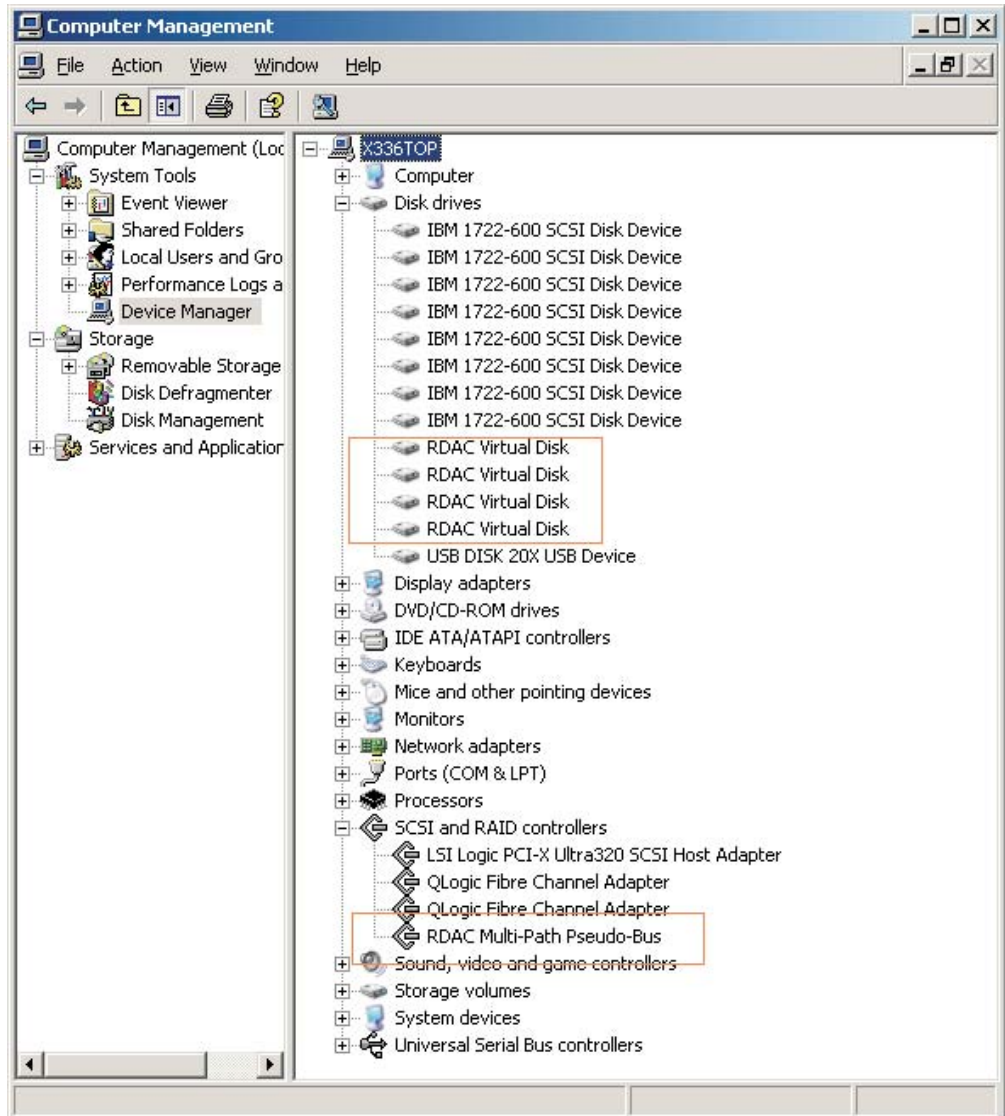 Computer Management
File Action View Window Help
Computer Management (Loc
System Tools
Event Viewer
Shared Folders
Local Users and Gro
Performance Logs a
Device Manager
Storage
Removable Storage
Disk Defragmenter
Disk Management
Services and Application
X336TOP
Computer
Disk drives
IBM 1722-600 SCSI Disk Device
IBM 1722-600 SCSI Disk Device
IBM 1722-600 SCSI Disk Device
IBM 1722-600 SCSI Disk Device
IBM 1722-600 SCSI Disk Device
IBM 1722-600 SCSI Disk Device
IBM 1722-600 SCSI Disk Device
IBM 1722-600 SCSI Disk Device
RDAC Virtual Disk
RDAC Virtual Disk
RDAC Virtual Disk
RDAC Virtual Disk
USB DISK 20X USB Device
Display adapters
DVD/CD-ROM drives
IDE ATA/ATAPI controllers
Keyboards
Mice and other pointing devices
Monitors
Network adapters
Ports (COM & LPT)
Processors
SCSI and RAID controllers
LSI Logic PCI-X Ultra320 SCSI Host Adapter
QLogic Fibre Channel Adapter
QLogic Fibre Channel Adapter
RDAC Multi-Path Pseudo-Bus
Sound, video and game controllers
Storage volumes
System devices
Universal Serial Bus controllers